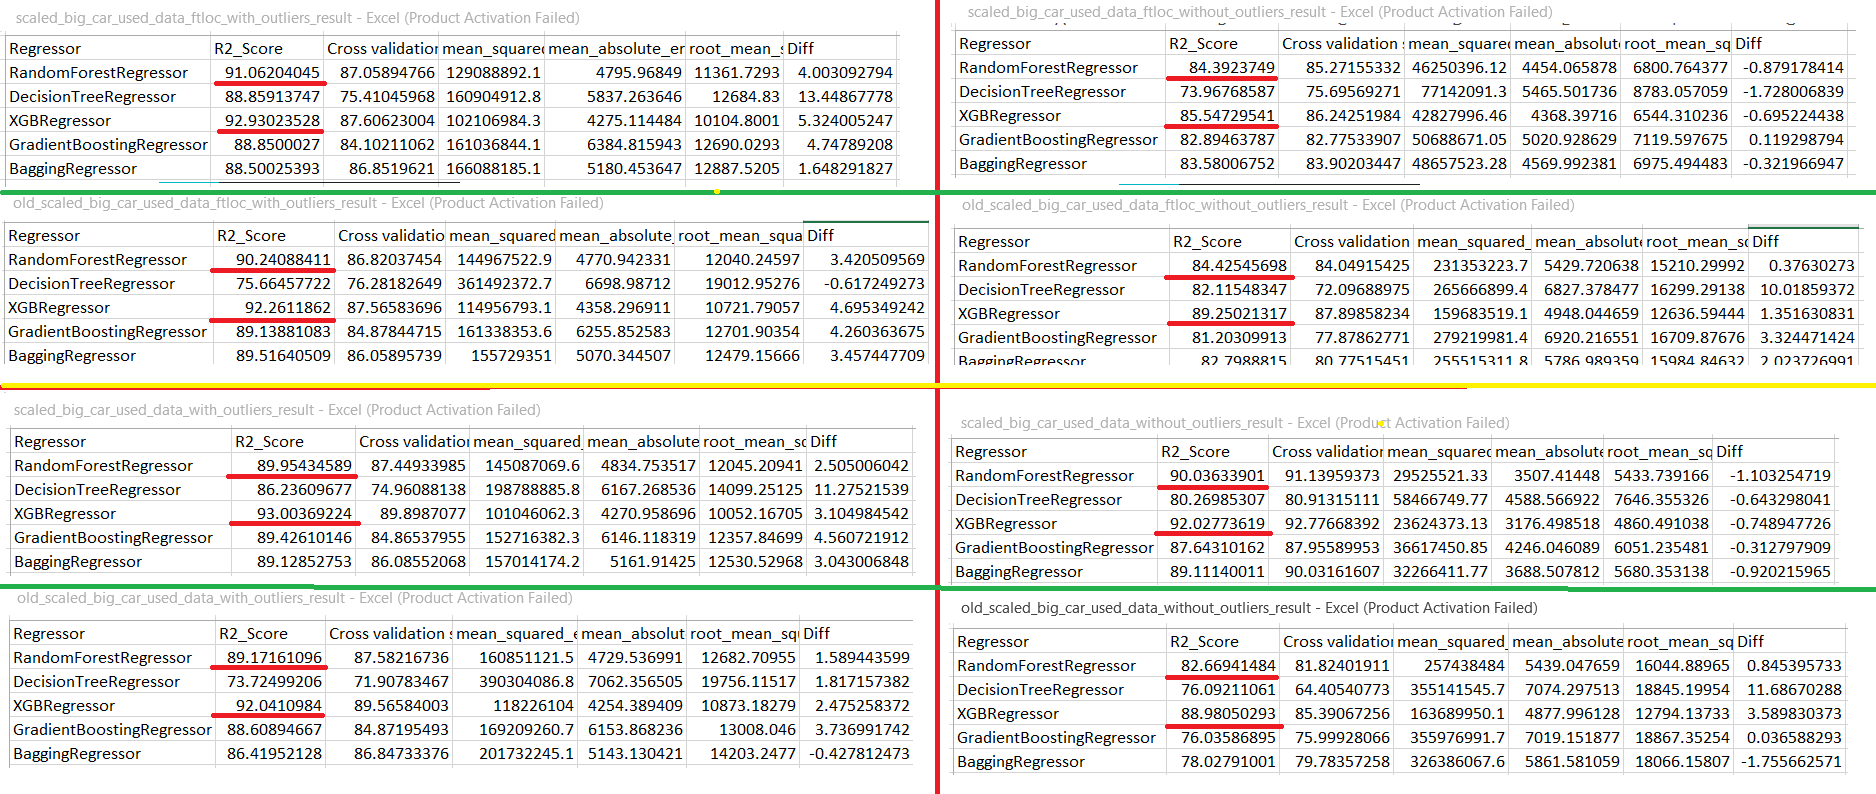 scaled_big_car_used_data_ftloc_with_outliers_result - Excel (Product Activation Failed)
Regressor R2_Score Cross validation mean_squared mean_absolute_er root_mean_s Diff
RandomForestRegressor 91.06204045 87.05894766 129088892.1 4795.96849 11361.7293 4.003092794
DecisionTreeRegressor 88.85913747 75.41045968 160904912.8 5837.263646 12684.83 13.44867778
XGBRegressor 92.93023528 87.60623004 102106984.3 4275.114484 10104.8001 5.324005247
GradientBoostingRegressor 88.8500027 84.10211062 161036844.1 6384.815943 12690.0293 4.74789208
BaggingRegressor 88.50025393 86.8519621 166088185.1 5180.453647 12887.5205 1.648291827
scaled_big_car_used_data_ftloc_without_outliers_result - Excel (Product Activation Failed)
Regressor R2_Score Cross validation s mean_squared mean_absolute root_mean_sq Diff
RandomForestRegressor 84.3923749 85.27155332 46250396.12 4454.065878 6800.764377 -0.879178414
DecisionTreeRegressor 73.96768587 75.69569271 77142091.3 5465.501736 8783.057059 -1.728006839
XGBRegressor 85.54729541 86.24251984 42827996.46 4368.39716 6544.310236 -0.695224438
GradientBoostingRegressor 82.89463787 82.77533907 50688671.05 5020.928629 7119.597675 0.119298794
BaggingRegressor 83.58006752 83.90203447 48657523.28 4569.992381 6975.494483 -0.321966947
old_scaled_big_car_used_data_ftloc_with_outliers_result - Excel (Product Activation Failed)
Regressor R2_Score Cross validatio mean_squared mean_absolute_ root_mean_squa Diff
RandomForestRegressor 90.24088411 86.82037454 144967522.9 4770.942331 12040.24597 3.420509569
DecisionTreeRegressor 75.66457722 76.28182649 361492372.7 6698.98712 19012.95276 -0.617249273
XGBRegressor 92.2611862 87.56583696 114956793.1 4358.296911 10721.79057 4.695349242
GradientBoostingRegressor 89.13881083 84.87844715 161338353.6 6255.852583 12701.90354 4.260363675
BaggingRegressor 89.51640509 86.05895739 155729351 5070.344507 12479.15666 3.457447709
old_scaled_big_car_used_data_ftloc_without_outliers_result - Excel (Product Activation Failed)
Regressor R2_Score Cross validation mean_squared_ mean_absolute root_mean_sq Diff
RandomForestRegressor 84.42545698 84.04915425 231353223.7 5429.720638 15210.29992 0.37630273
DecisionTreeRegressor 82.11548347 72.09688975 265666899.4 6827.378477 16299.29138 10.01859372
XGBRegressor 89.25021317 87.89858234 159683519.1 4948.044659 12636.59444 1.351630831
GradientBoostingRegressor 81.20309913 77.87862771 279219981.4 6920.216551 16709.87676 3.324471424
BaggingRegressor 82.7988815 80.77515451 255515311.8 5786.989359 15984.84632 2.023726991
scaled_big_car_used_data_with_outliers_result - Excel (Product Activation Failed)
Regressor R2_Score Cross validation mean_squared_ mean_absolute root_mean_sq Diff
RandomForestRegressor 89.95434589 87.44933985 145087069.6 4834.753517 12045.20941 2.505006042
DecisionTreeRegressor 86.23609677 74.96088138 198788885.8 6167.268536 14099.25125 11.27521539
XGBRegressor 93.00369224 89.8987077 101046062.3 4270.958696 10052.16705 3.104984542
GradientBoostingRegressor 89.42610146 84.86537955 152716382.3 6146.118319 12357.84699 4.560721912
BaggingRegressor 89.12852753 86.08552068 157014174.2 5161.91425 12530.52968 3.043006848
scaled_big_car_used_data_without_outliers_result - Excel (Product Activation Failed)
Regressor R2_Score Cross validation mean_squared mean_absolute root_mean_sq Diff
RandomForestRegressor 90.03633901 91.13959373 29525521.33 3507.41448 5433.739166 -1.103254719
DecisionTreeRegressor 80.26985307 80.91315111 58466749.77 4588.566922 7646.355326 -0.643298041
XGBRegressor 92.02773619 92.77668392 23624373.13 3176.498518 4860.491038 -0.748947726
GradientBoostingRegressor 87.64310162 87.95589953 36617450.85 4246.046089 6051.235481 -0.312797909
BaggingRegressor 89.11140011 90.03161607 32266411.77 3688.507812 5680.353138 -0.920215965
old_scaled_big_car_used_data_with_outliers_result - Excel (Product Activation Failed)
Regressor R2_Score Cross validation s mean_squared_e mean_absolut root_mean_squ Diff
RandomForestRegressor 89.17161096 87.58216736 160851121.5 4729.536991 12682.70955 1.589443599
DecisionTreeRegressor 73.72499206 71.90783467 390304086.8 7062.356505 19756.11517 1.817157382
XGBRegressor 92.0410984 89.56584003 118226104 4254.389409 10873.18279 2.475258372
GradientBoostingRegressor 88.60894667 84.87195493 169209260.7 6153.868236 13008.046 3.736991742
BaggingRegressor 86.41952128 86.84733376 201732245.1 5143.130421 14203.2477 -0.427812473
old_scaled_big_car_used_data_without_outliers_result - Excel (Product Activation Failed)
Regressor R2_Score Cross validation mean_squared_ mean_absolute root_mean_sq Diff
RandomForestRegressor 82.66941484 81.82401911 257438484 5439.047659 16044.88965 0.845395733
DecisionTreeRegressor 76.09211061 64.40540773 355141545.7 7074.297513 18845.19954 11.68670288
XGBRegressor 88.98050293 85.39067256 163689950.1 4877.996128 12794.13733 3.589830373
GradientBoostingRegressor 76.03586895 75.99928066 355976991.7 7019.151877 18867.35254 0.036588293
BaggingRegressor 78.02791001 79.78357258 326386067.6 5861.581059 18066.15807 -1.755662571